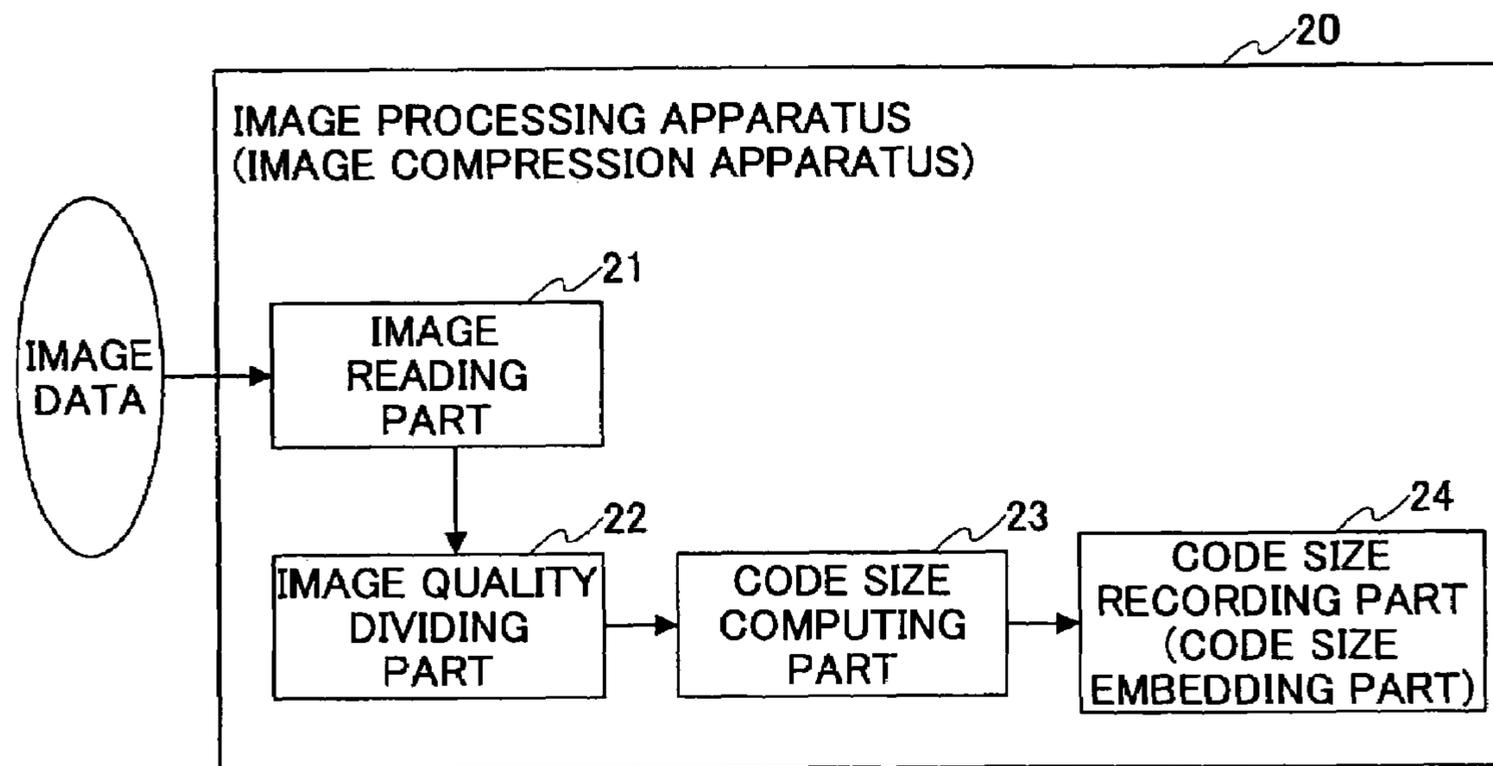 20
IMAGE PROCESSING APPARATUS
(IMAGE COMPRESSION APPARATUS)
21
IMAGE
DATA
IMAGE
READING
PART
22
IMAGE QUALITY
DIVIDING
PART
23
CODE SIZE
COMPUTING
PART
24
CODE SIZE
RECORDING PART
(CODE SIZE
EMBEDDING PART)